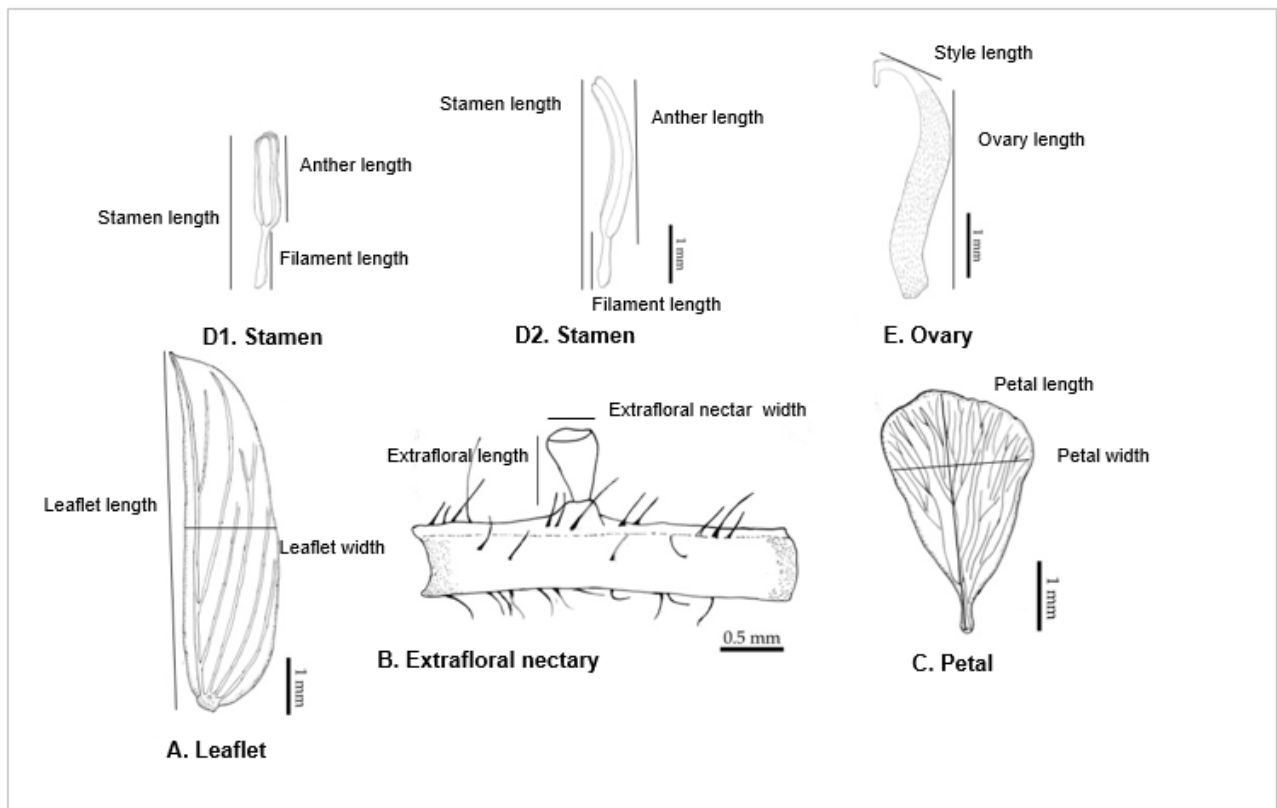 Style length
Stamen length
Anther length
Ovary length
Anther length
Stamen length
Filament length
1 mm
1 mm
Filament length
D1. Stamen
D2. Stamen
E. Ovary
Petal length
Extrafloral nectar width
Extrafloral length
Petal width
Leaflet length
Leaflet width
1 mm
0.5 mm
1 mm
B. Extrafloral nectary
C. Petal
A. Leaflet